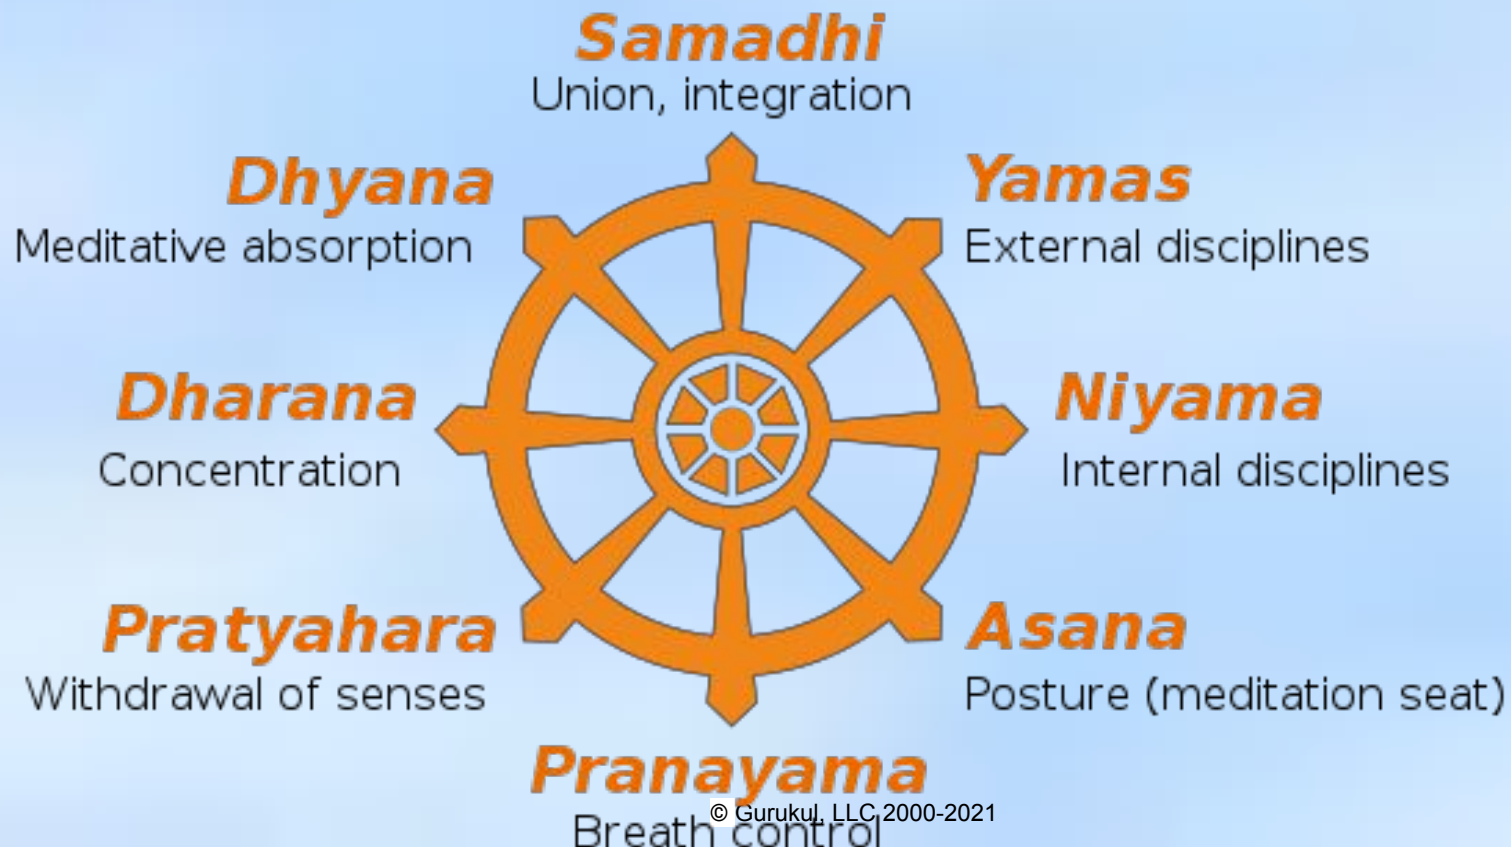 Samadhi
Union, integration
Dhyana
Meditative absorption
Yamas
External disciplines
Dharana
Concentration
Niyama
Internal disciplines
Pratyahara
Withdrawal of senses
Asana
Posture (meditation seat)
Pranayama
© Gurukul, LLC 2000-2021
Breath control